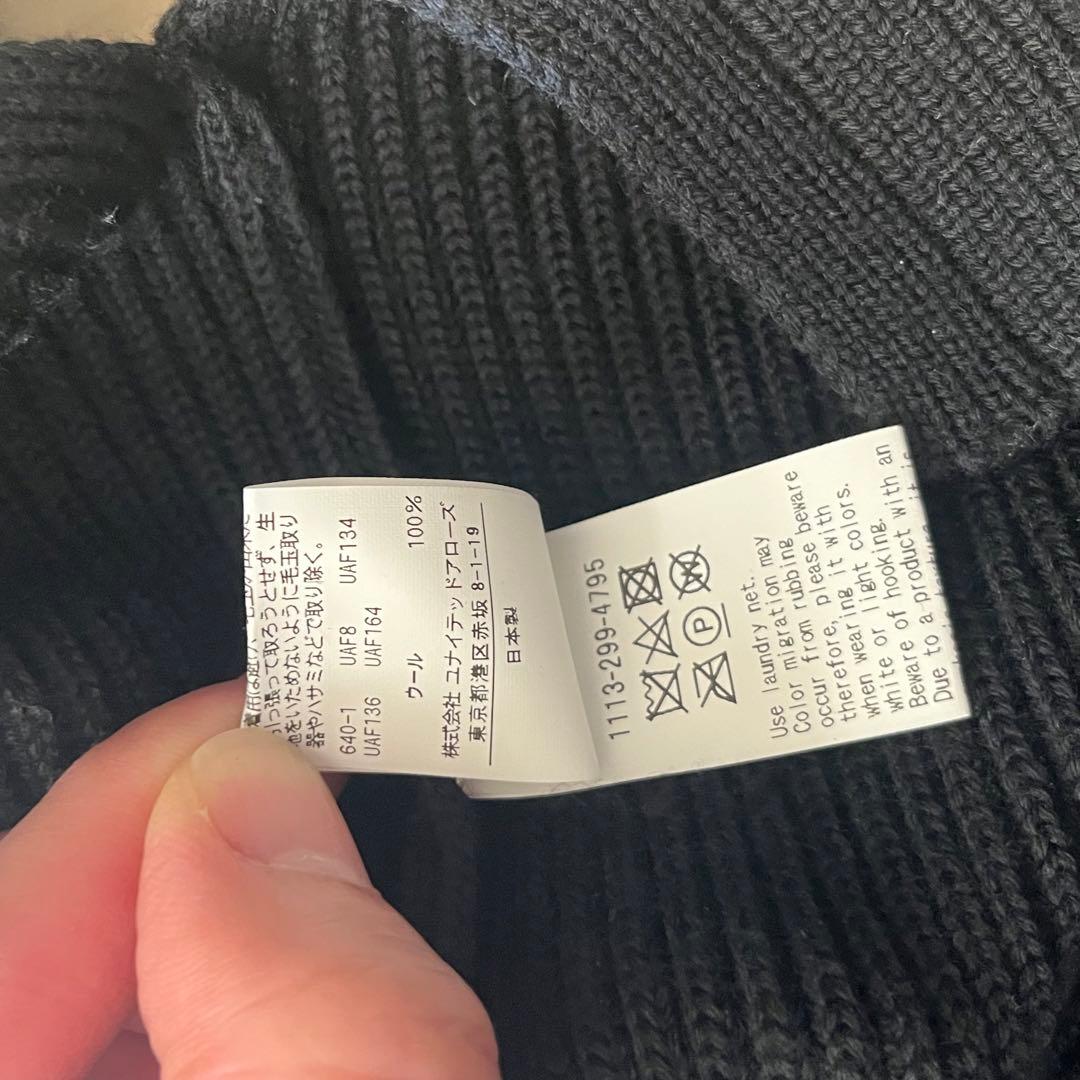 引っ張って取ろうとせず、生
地をいためないように毛玉取り
器やハサミなどで取り除く。
640-1 UAF8 UAF134
UAF136 UAF164
ウール 100%
株式会社 ユナイテッドアローズ
東京都港区赤坂 8-1-19
日本製
1113-299-4795
P
W
Use laundry net.
Color migration may
occur from rubbing
therefore, please beware
when wearing it with
white or light colors.
Beware of hooking.
Due to a product with an